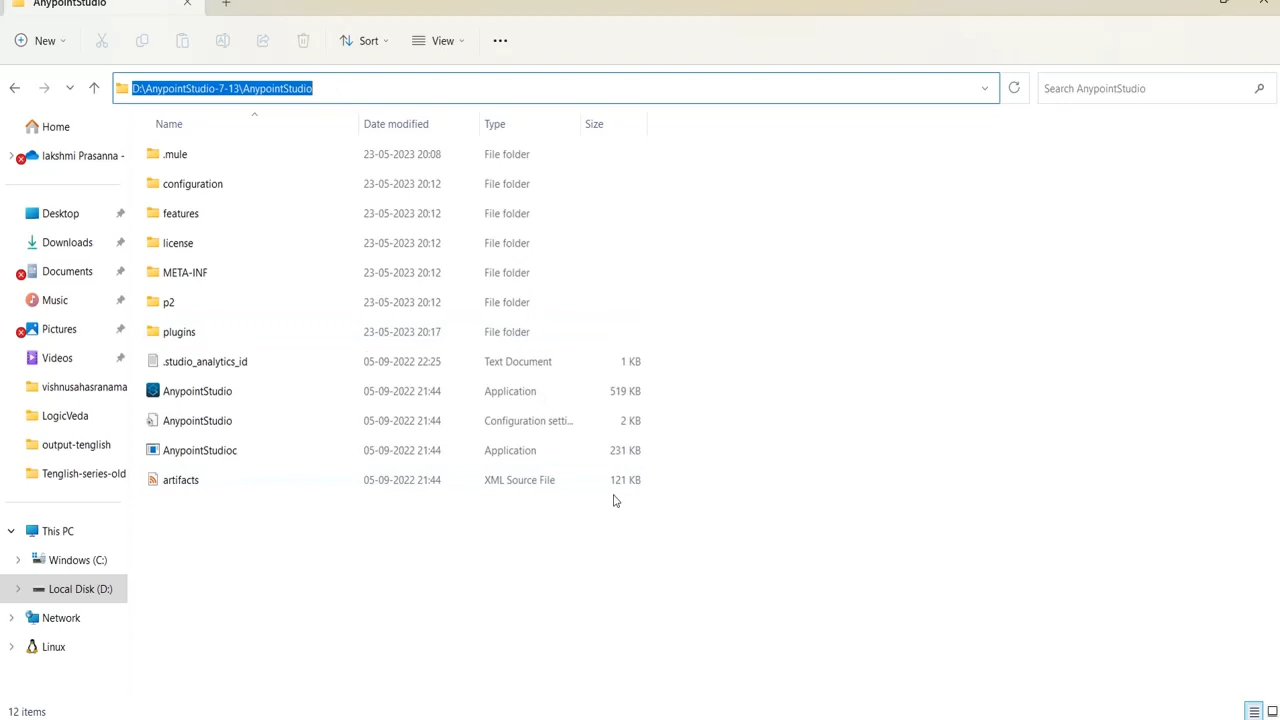 AnypointStudio
New
Sort
View
D:\AnypointStudio-7-13\AnypointStudio
Search AnypointStudio
Name Date modified Type Size
Home
lakshmi Prasanna -
Desktop
Downloads
Documents
Music
Pictures
Videos
vishnusahasranama
LogicVeda
output-tenglish
Tenglish-series-old
This PC
Windows (C:)
Local Disk (D:)
Network
Linux
.mule 23-05-2023 20:08 File folder
configuration 23-05-2023 20:12 File folder
features 23-05-2023 20:12 File folder
license 23-05-2023 20:12 File folder
META-INF 23-05-2023 20:12 File folder
p2 23-05-2023 20:12 File folder
plugins 23-05-2023 20:17 File folder
.studio_analytics_id 05-09-2022 22:25 Text Document 1 KB
AnypointStudio 05-09-2022 21:44 Application 519 KB
AnypointStudio 05-09-2022 21:44 Configuration setti... 2 KB
AnypointStudioc 05-09-2022 21:44 Application 231 KB
artifacts 05-09-2022 21:44 XML Source File 121 KB
12 items